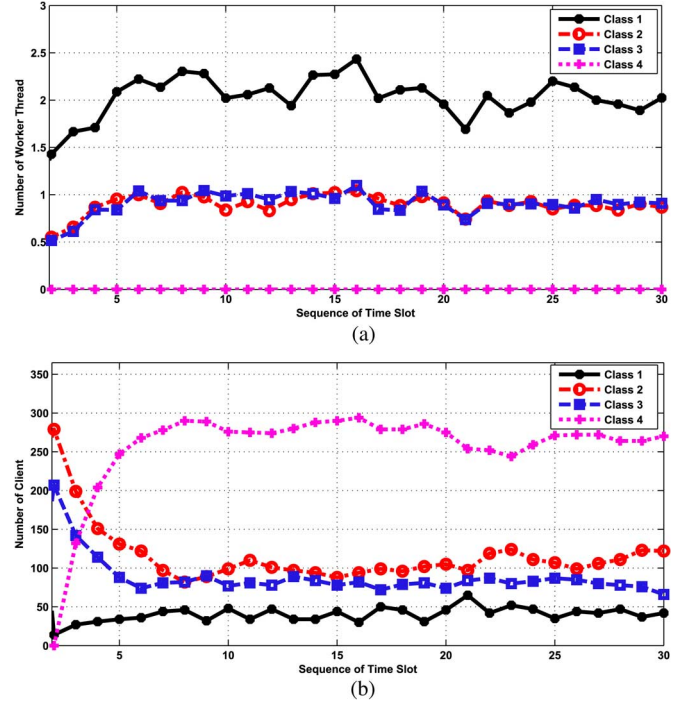 3
2.5
2
1.5
1
0.5
0
Number of Worker Thread
Class 1
Class 2
Class 3
Class 4
5 10 15 20 25 30
Sequence of Time Slot
(a)
350
300
250
200
150
100
50
0
Number of Client
Class 1
Class 2
Class 3
Class 4
5 10 15 20 25 30
Sequence of Time Slot
(b)